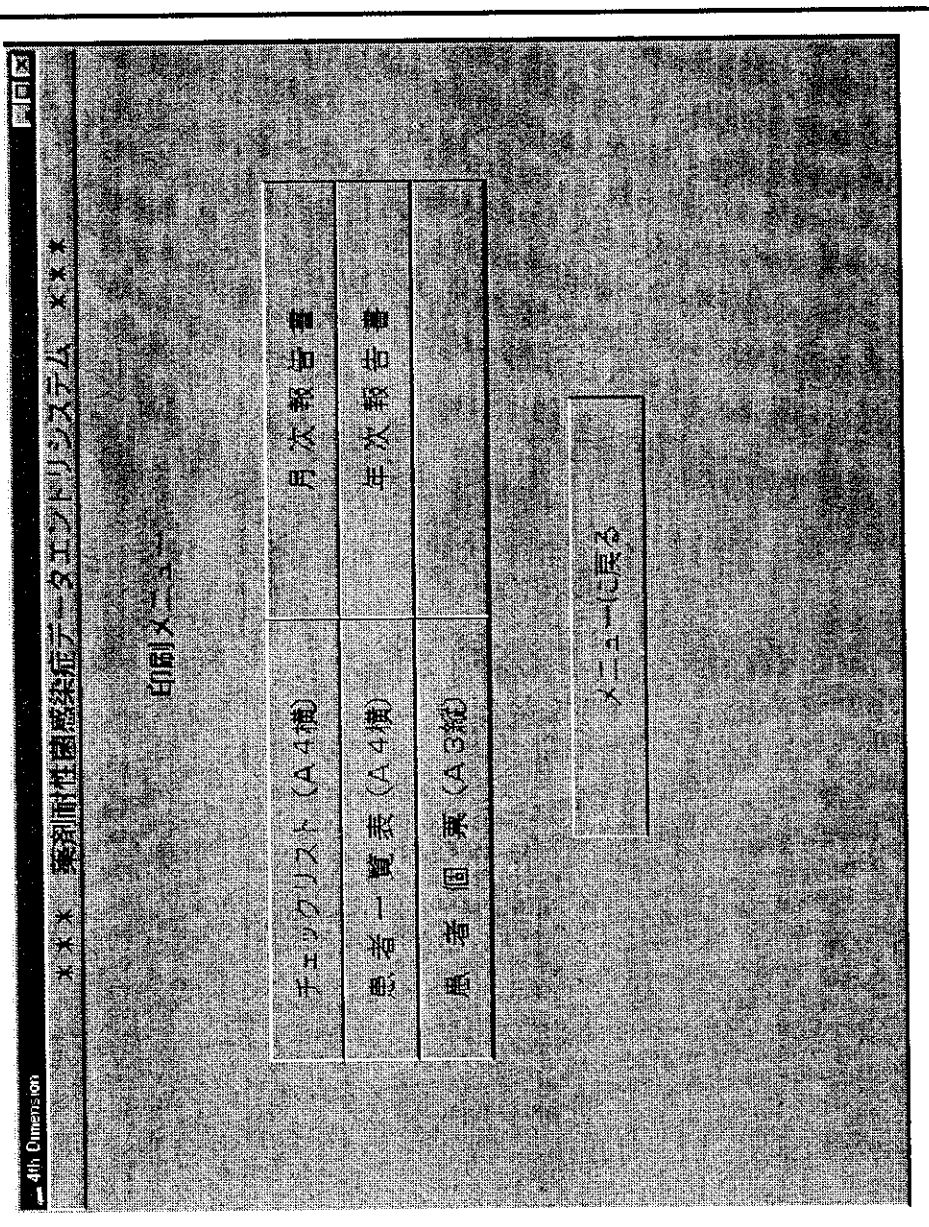 4th Dimension
＊＊＊ 薬剤耐性菌感染症データエントリシステム ＊＊＊
印刷メニュー
チェックリスト（A4横） 月次報告書
患者一覧表（A4横） 年次報告書
患者個票（A3縦）
メニューに戻る